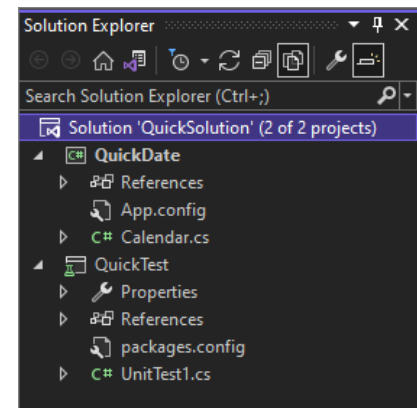 Solution Explorer
Search Solution Explorer (Ctrl+;)
Solution 'QuickSolution' (2 of 2 projects)
C# QuickDate
References
App.config
C# Calendar.cs
QuickTest
Properties
References
packages.config
C# UnitTest1.cs